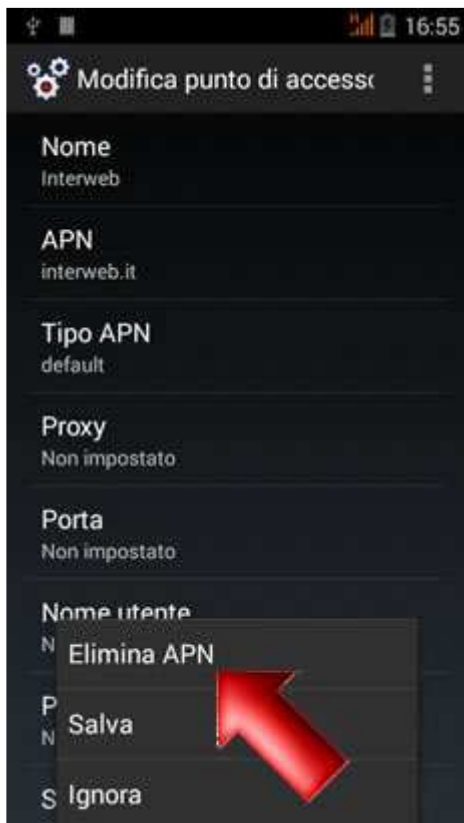 16:55
Modifica punto di accesso
Nome
Interweb
APN
interweb.it
Tipo APN
default
Proxy
Non impostato
Porta
Non impostato
Nome utente
N
Elimina APN
P
N
Salva
S
Ignora